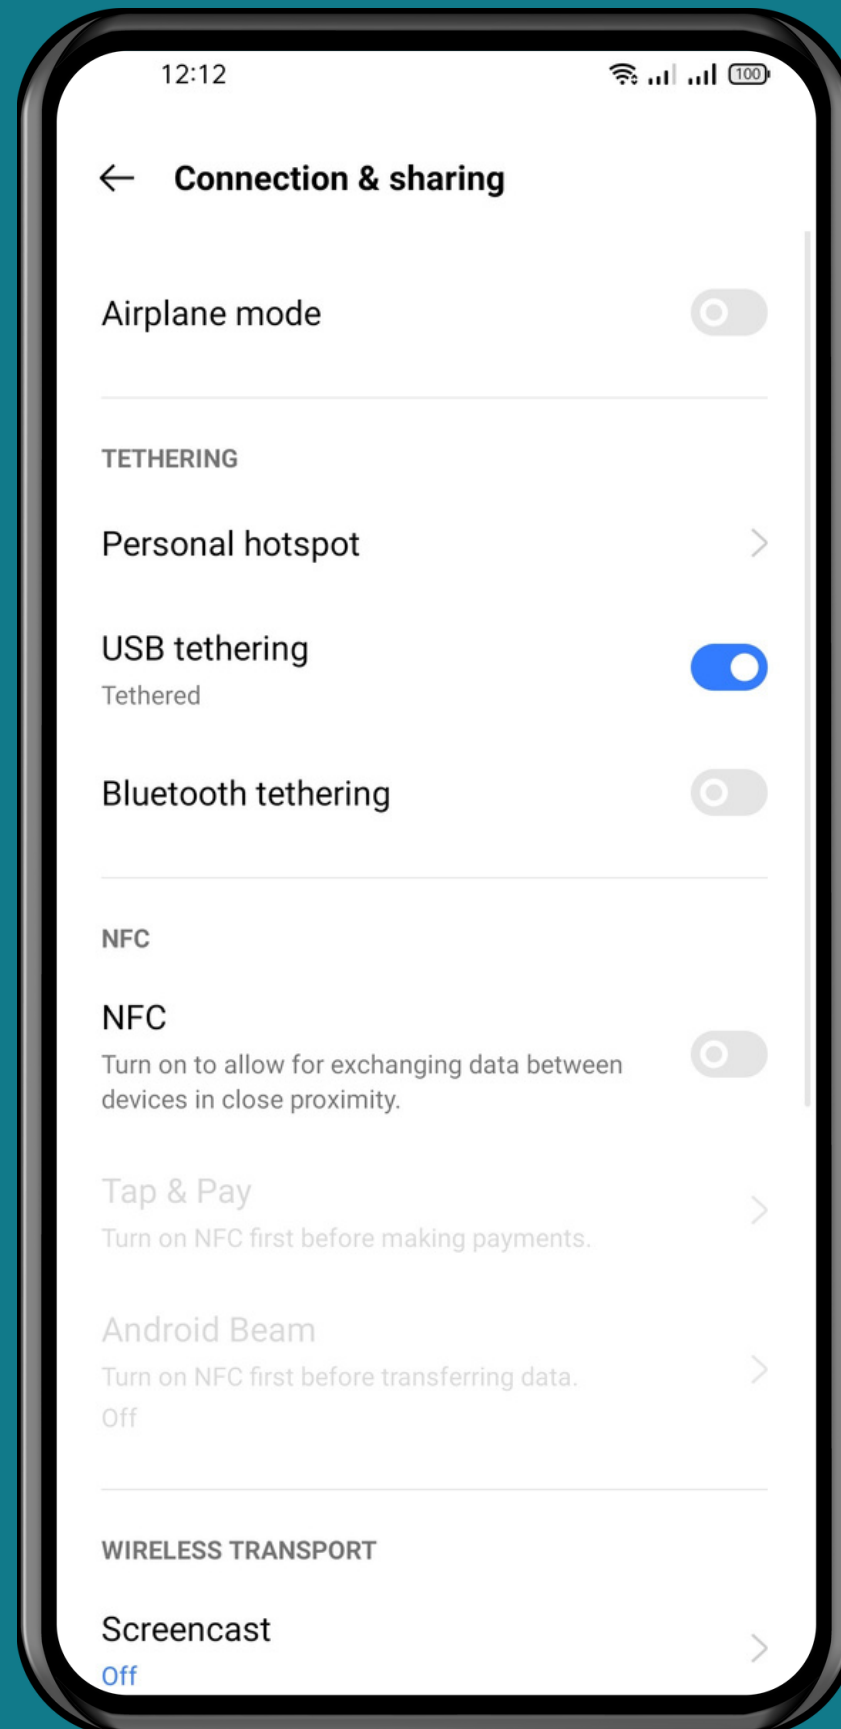 12:12
100
Connection & sharing
Airplane mode
TETHERING
Personal hotspot
USB tethering
Tethered
Bluetooth tethering
NFC
NFC
Turn on to allow for exchanging data between
devices in close proximity.
Tap & Pay
Turn on NFC first before making payments.
Android Beam
Turn on NFC first before transferring data.
Off
WIRELESS TRANSPORT
Screencast
Off